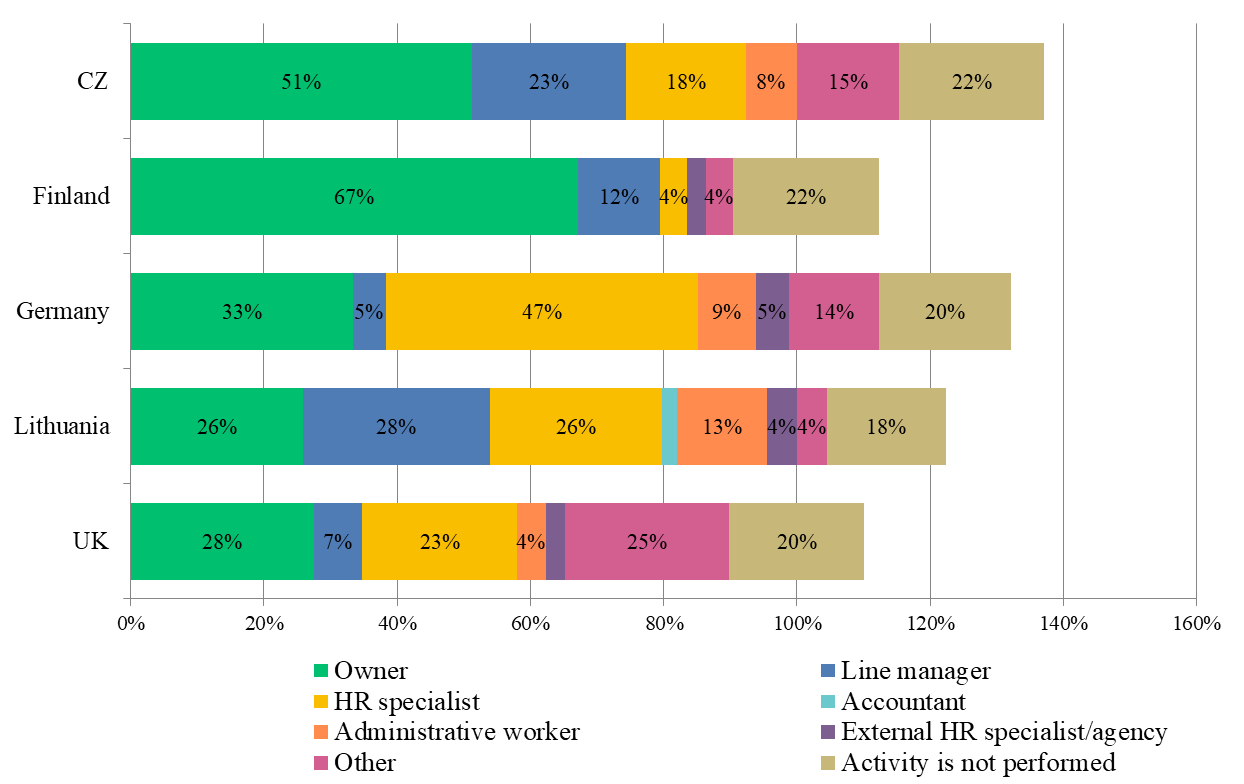 CZ 51% 23% 18% 8% 15% 22%
Finland 67% 12% 4% 4% 22%
Germany 33% 5% 47% 9% 5% 14% 20%
Lithuania 26% 28% 26% 13% 4% 4% 18%
UK 28% 7% 23% 4% 25% 20%
0% 20% 40% 60% 80% 100% 120% 140% 160%
Owner Line manager
HR specialist Accountant
Administrative worker External HR specialist/agency
Other Activity is not performed